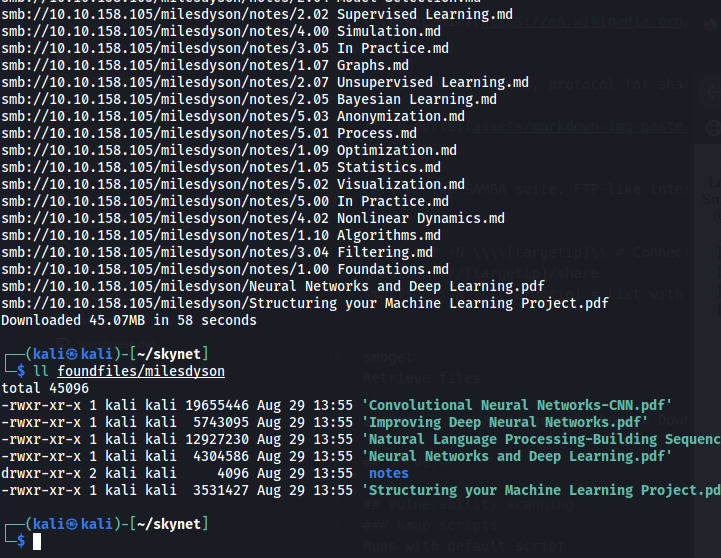 smb://10.10.158.105/milesdyson/notes/2.02 Supervised Learning.md
smb://10.10.158.105/milesdyson/notes/4.00 Simulation.md
smb://10.10.158.105/milesdyson/notes/3.05 In Practice.md
smb://10.10.158.105/milesdyson/notes/1.07 Graphs.md
smb://10.10.158.105/milesdyson/notes/2.07 Unsupervised Learning.md
smb://10.10.158.105/milesdyson/notes/2.05 Bayesian Learning.md
smb://10.10.158.105/milesdyson/notes/5.03 Anonymization.md
smb://10.10.158.105/milesdyson/notes/5.01 Process.md
smb://10.10.158.105/milesdyson/notes/1.09 Optimization.md
smb://10.10.158.105/milesdyson/notes/1.05 Statistics.md
smb://10.10.158.105/milesdyson/notes/5.02 Visualization.md
smb://10.10.158.105/milesdyson/notes/5.00 In Practice.md
smb://10.10.158.105/milesdyson/notes/4.02 Nonlinear Dynamics.md
smb://10.10.158.105/milesdyson/notes/1.10 Algorithms.md
smb://10.10.158.105/milesdyson/notes/3.04 Filtering.md
smb://10.10.158.105/milesdyson/notes/1.00 Foundations.md
smb://10.10.158.105/milesdyson/Neural Networks and Deep Learning.pdf
smb://10.10.158.105/milesdyson/Structuring your Machine Learning Project.pdf
Downloaded 45.07MB in 58 seconds
┌──(kali㉿kali)-[~/skynet]
└─$ ll foundfiles/milesdyson
total 45096
-rwxr-xr-x 1 kali kali 19655446 Aug 29 13:55 'Convolutional Neural Networks-CNN.pdf'
-rwxr-xr-x 1 kali kali  5743095 Aug 29 13:55 'Improving Deep Neural Networks.pdf'
-rwxr-xr-x 1 kali kali 12927230 Aug 29 13:55 'Natural Language Processing-Building Sequenc
-rwxr-xr-x 1 kali kali  4304586 Aug 29 13:55 'Neural Networks and Deep Learning.pdf'
drwxr-xr-x 2 kali kali     4096 Aug 29 13:55  notes
-rwxr-xr-x 1 kali kali  3531427 Aug 29 13:55 'Structuring your Machine Learning Project.pd
┌──(kali㉿kali)-[~/skynet]
└─$